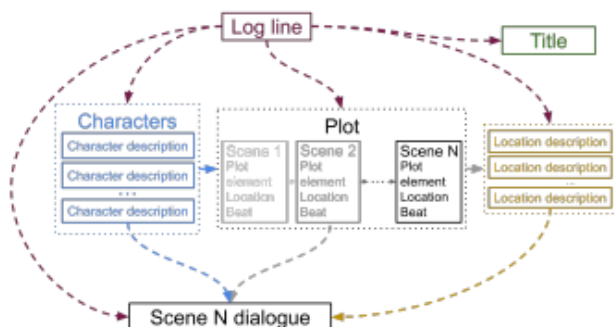 Log line
Title
Characters
Character description
Character description
...
Character description
Plot
Scene 1
Plot
element
Location
Beat
Scene 2
Plot
element
Location
Beat
Scene N
Plot
element
Location
Beat
Location description
Location description
...
Location description
Scene N dialogue